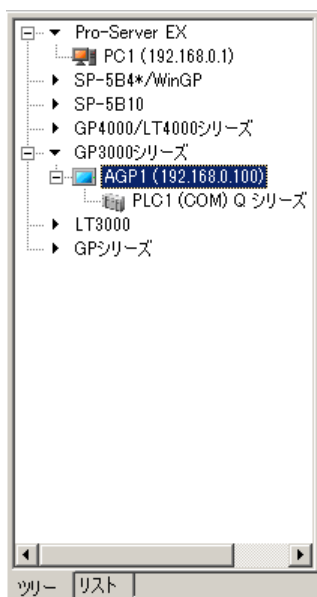 Pro-Server EX
PC1 (192.168.0.1)
SP-5B4*/WinGP
SP-5B10
GP4000/LT4000シリーズ
GP3000シリーズ
AGP1 (192.168.0.100)
PLC1 (COM) Q シリーズ
LT3000
GPシリーズ
ツリー リスト